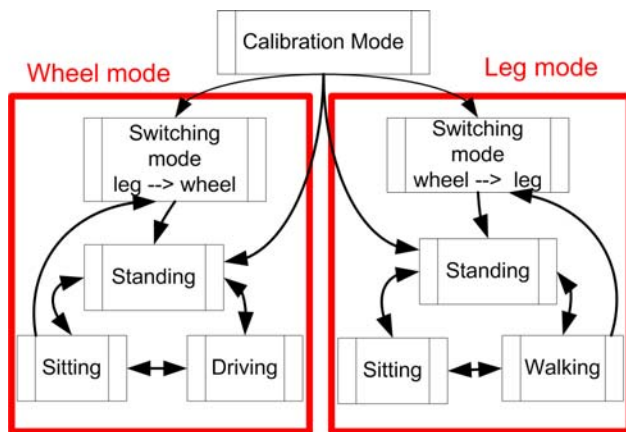 Calibration Mode
Wheel mode
Leg mode
Switching
mode
leg --> wheel
Switching
mode
wheel --> leg
Standing
Standing
Sitting
Driving
Sitting
Walking